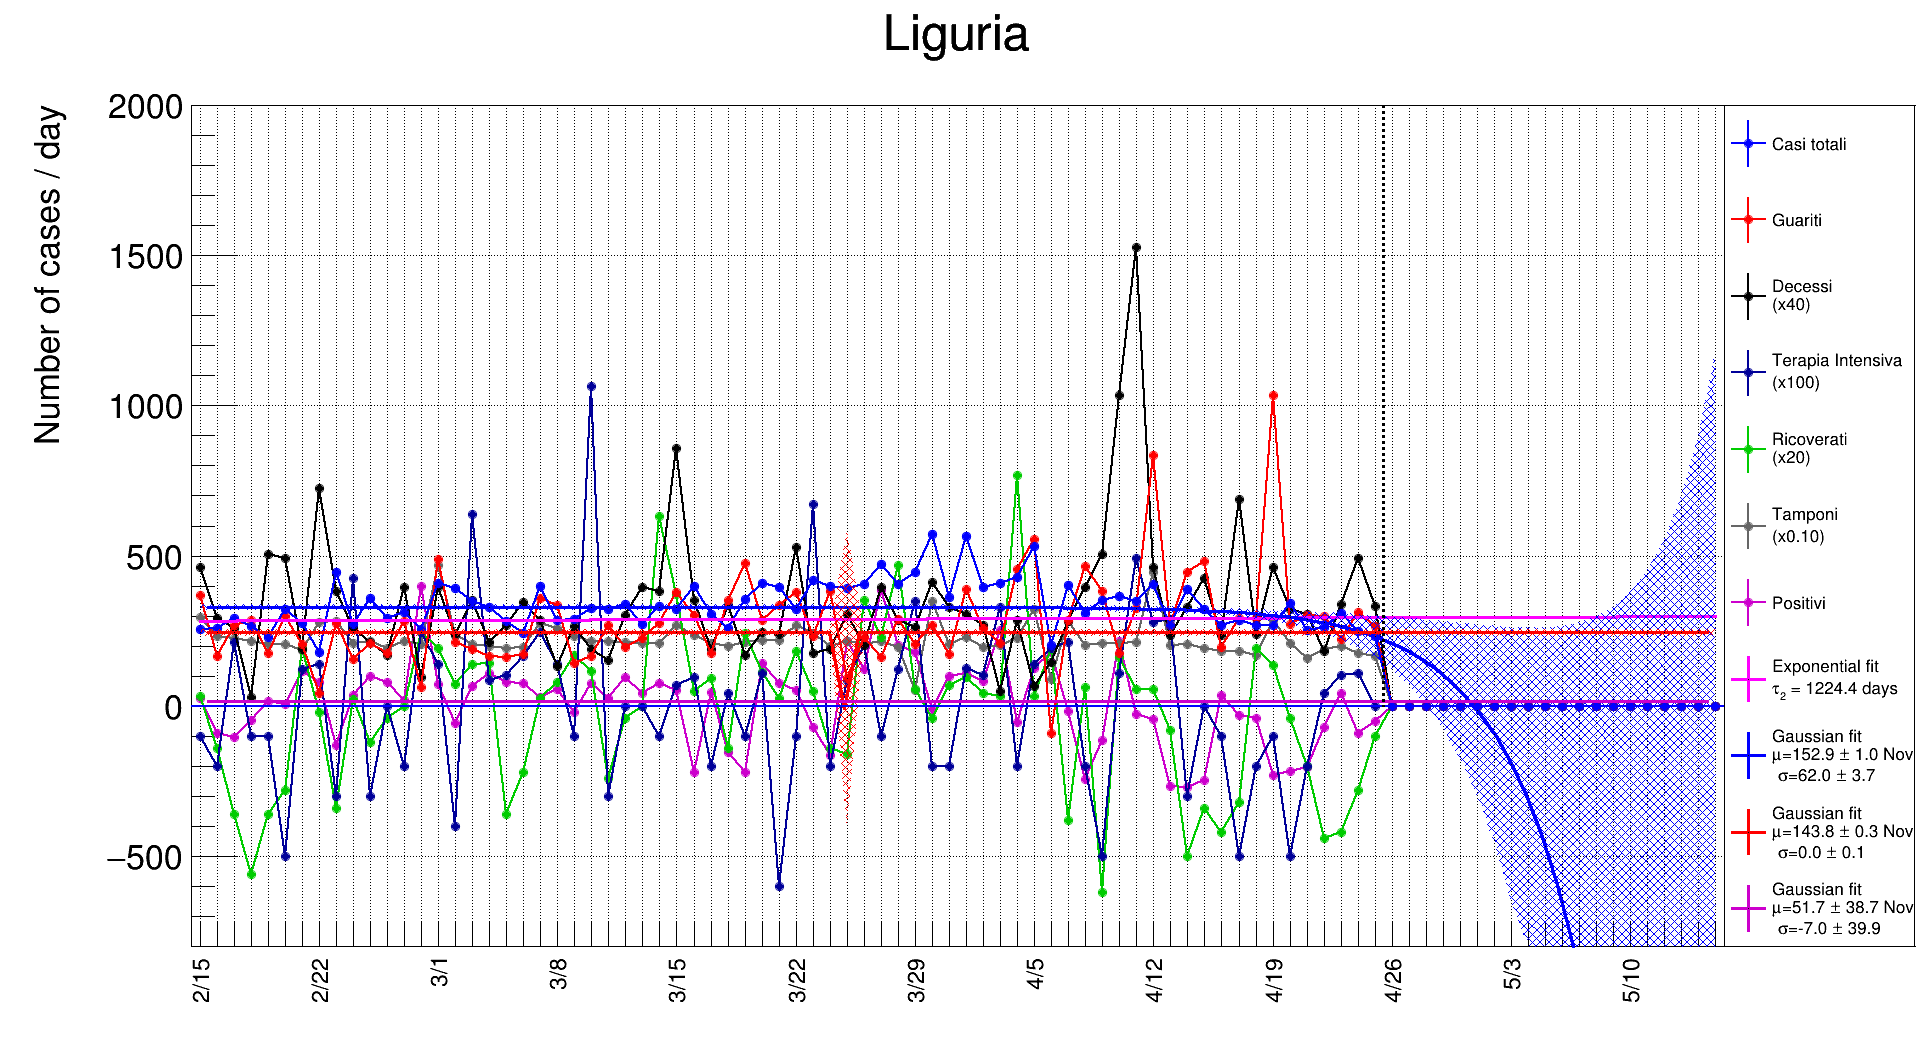 Liguria
Number of cases / day
2000
1500
1000
500
0
−500
2/15
2/22
3/1
3/8
3/15
3/22
3/29
4/5
4/12
4/19
4/26
5/3
5/10
Casi totali
Guariti
Decessi
(x40)
Terapia Intensiva
(x100)
Ricoverati
(x20)
Tamponi
(x0.10)
Positivi
Exponential fit
τ2 = 1224.4 days
Gaussian fit
μ=152.9 ± 1.0 Nov
σ=62.0 ± 3.7
Gaussian fit
μ=143.8 ± 0.3 Nov
σ=0.0 ± 0.1
Gaussian fit
μ=51.7 ± 38.7 Nov
σ=-7.0 ± 39.9